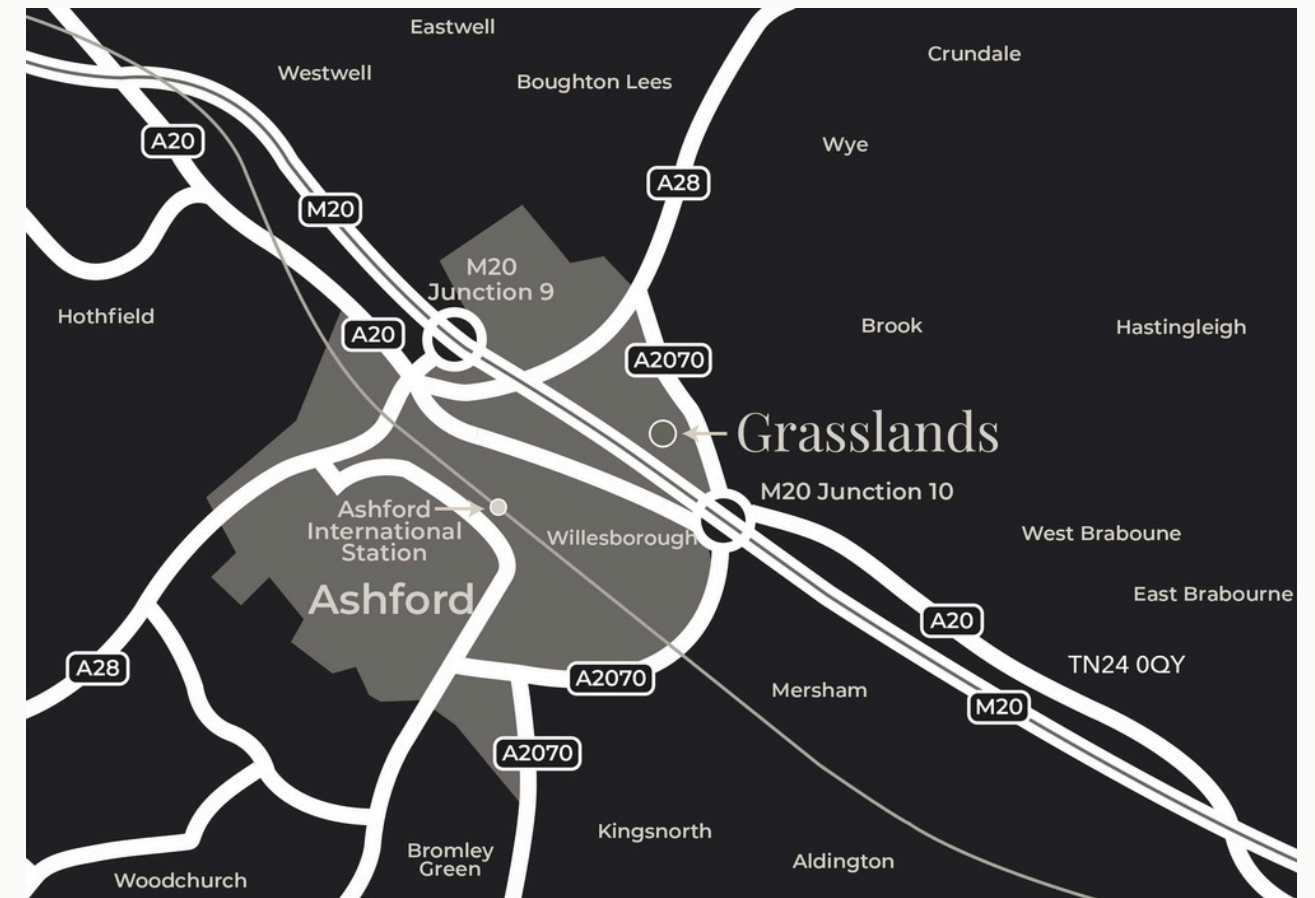 Eastwell
Crundale
Westwell
Boughton Lees
A20
Wye
A28
M20
M20
Junction 9
Hothfield
Brook
Hastingleigh
A20
A2070
Grasslands
M20 Junction 10
Ashford
International
Station
Willesborough
West Braboune
East Brabourne
Ashford
A20
TN24 0QY
A28
A2070
Mersham
M20
A2070
Kingsnorth
Bromley
Green
Aldington
Woodchurch